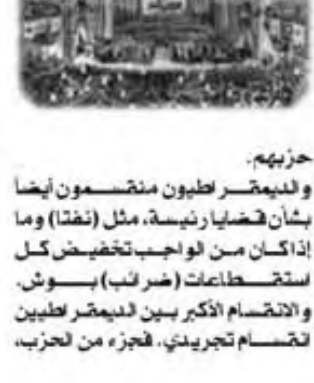 حزبهم.
والديمقراطيون منقسمون أيضاً
بشأن قضايا رئيسة، مثل (نفتا) وما
إذا كان من الواجب تخفيض كل
استقطاعات (ضرائب) بوش.
والانقسام الأكبر بين الديمقراطيين
انقسام تجريدي. فجزء من الحزب،